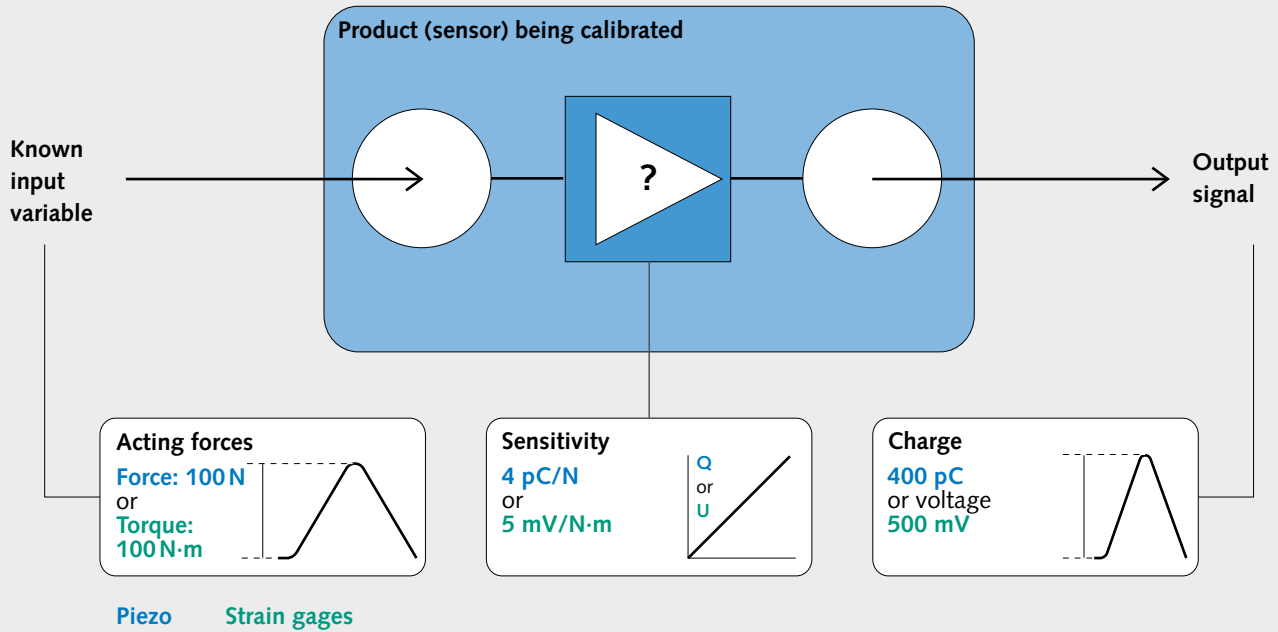 Product (sensor) being calibrated
Known
input
variable
?
Output
signal
Acting forces
Force: 100 N
or
Torque:
100 N·m
Sensitivity
4 pC/N
or
5 mV/N·m
Q
or
U
Charge
400 pC
or voltage
500 mV
Piezo
Strain gages